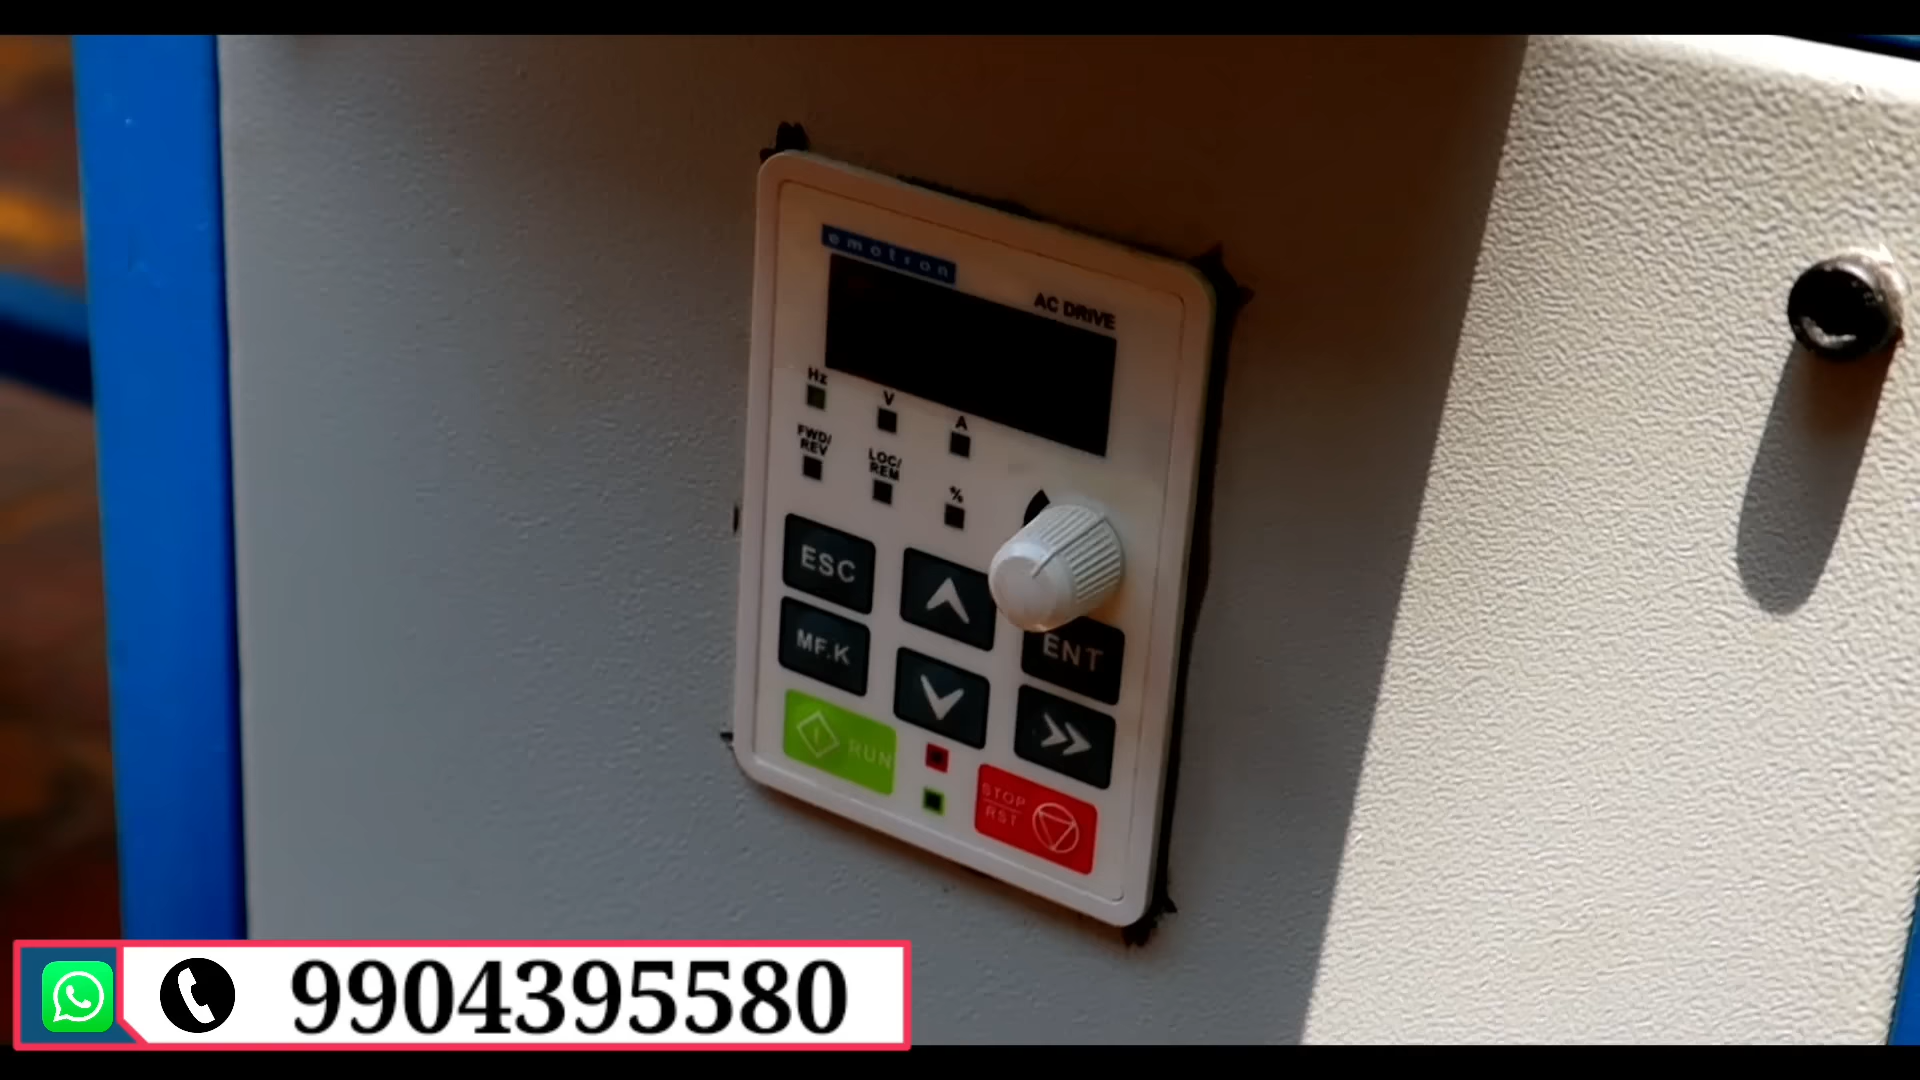 emotron
AC DRIVE
Hz
V
A
FWD/
REV
LOC/
REM
%
ESC
ENT
MF.K
RUN
STOP
RST
9904395580